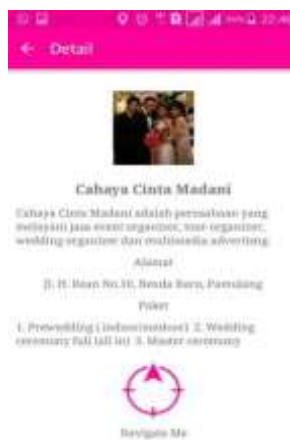 22:46
Detail
Cahaya Cinta Madani
Cahaya Cinta Madani adalah perusahaan yang
melayani jasa event organizer, tour organizer,
wedding organizer dan multimedia advertising.
Alamat
Jl. H. No.10, Benda Baru, Pamulang
Paket
1. Prewedding (indoor/outdoor) 2. Wedding
ceremony full (all in) 3. Master ceremony
Navigate Me